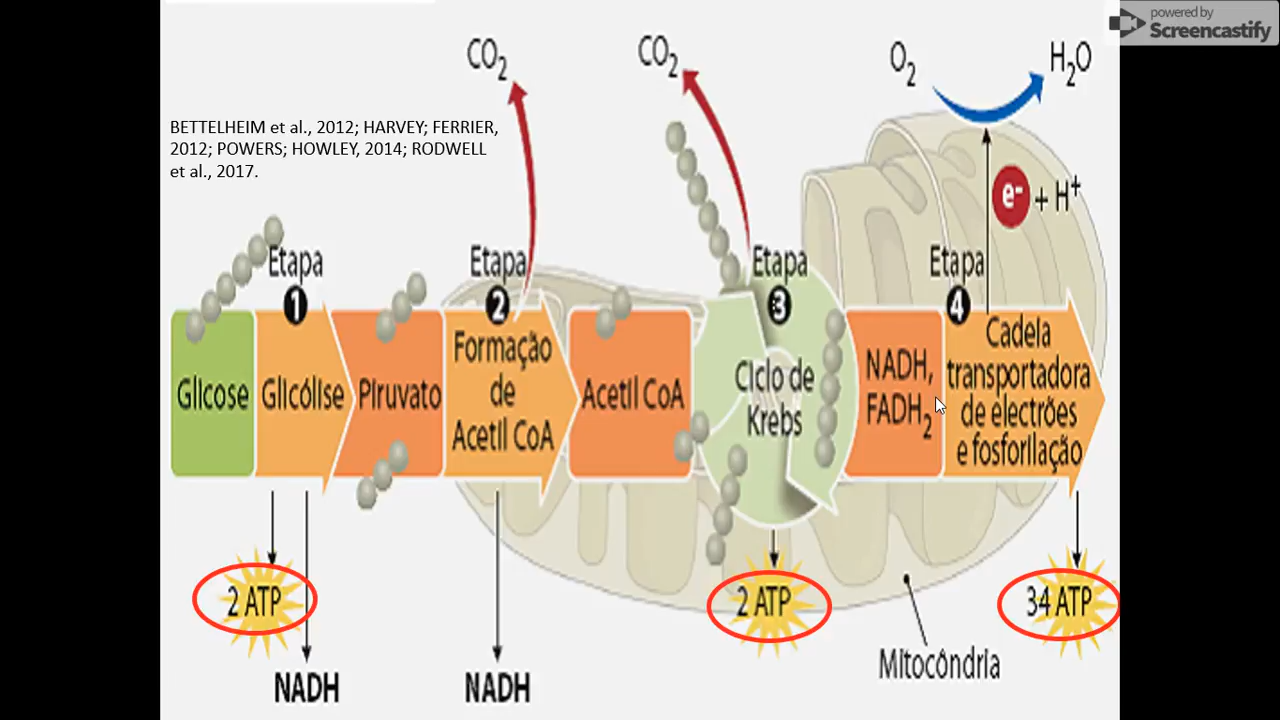 powered by
Screencastify
CO2
CO2
O2
H2O
BETTELHEIM et al., 2012; HARVEY; FERRIER,
2012; POWERS; HOWLEY, 2014; RODWELL
et al., 2017.
e- + H+
Etapa
1
Etapa
2
Etapa
3
Etapa
4
Glicose
Glicólise
Piruvato
Formação
de
Acetil CoA
Acetil CoA
Ciclo de
Krebs
NADH,
FADH2
Cadeia
transportadora
de electrões
e fosforilação
2 ATP
2 ATP
34 ATP
Mitocôndria
NADH
NADH